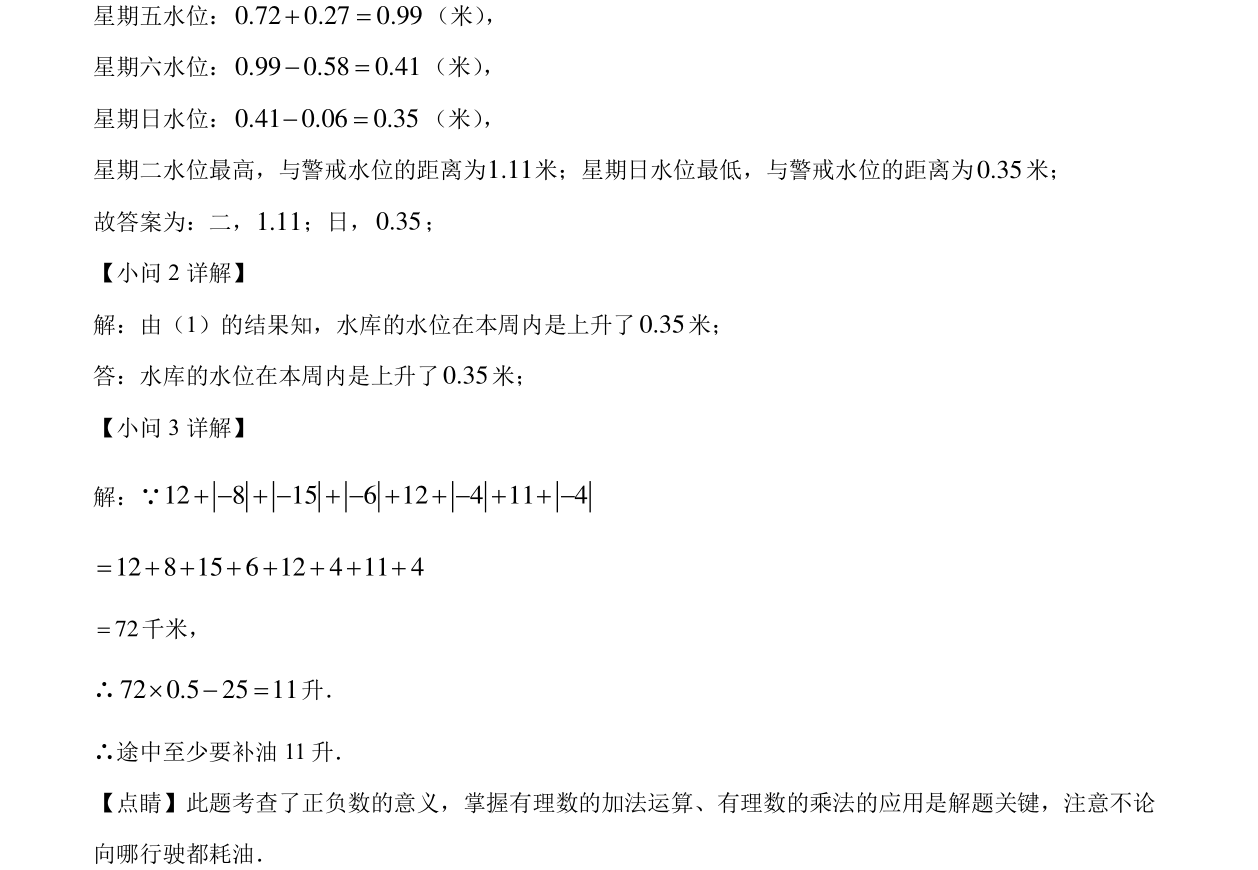 星期五水位：0.72+0.27=0.99（米），
星期六水位：0.99−0.58=0.41（米），
星期日水位：0.41−0.06=0.35（米），
星期二水位最高，与警戒水位的距离为1.11米；星期日水位最低，与警戒水位的距离为0.35米；
故答案为：二，1.11；日，0.35；
【小问 2 详解】
解：由（1）的结果知，水库的水位在本周内是上升了0.35米；
答：水库的水位在本周内是上升了0.35米；
【小问 3 详解】
解：∵12+|−8|+|−15|+|−6|+12+|−4|+11+|−4|
=12+8+15+6+12+4+11+4
=72千米，
∴72×0.5−25=11升．
∴途中至少要补油 11 升．
【点睛】此题考查了正负数的意义，掌握有理数的加法运算、有理数的乘法的应用是解题关键，注意不论
向哪行驶都耗油．